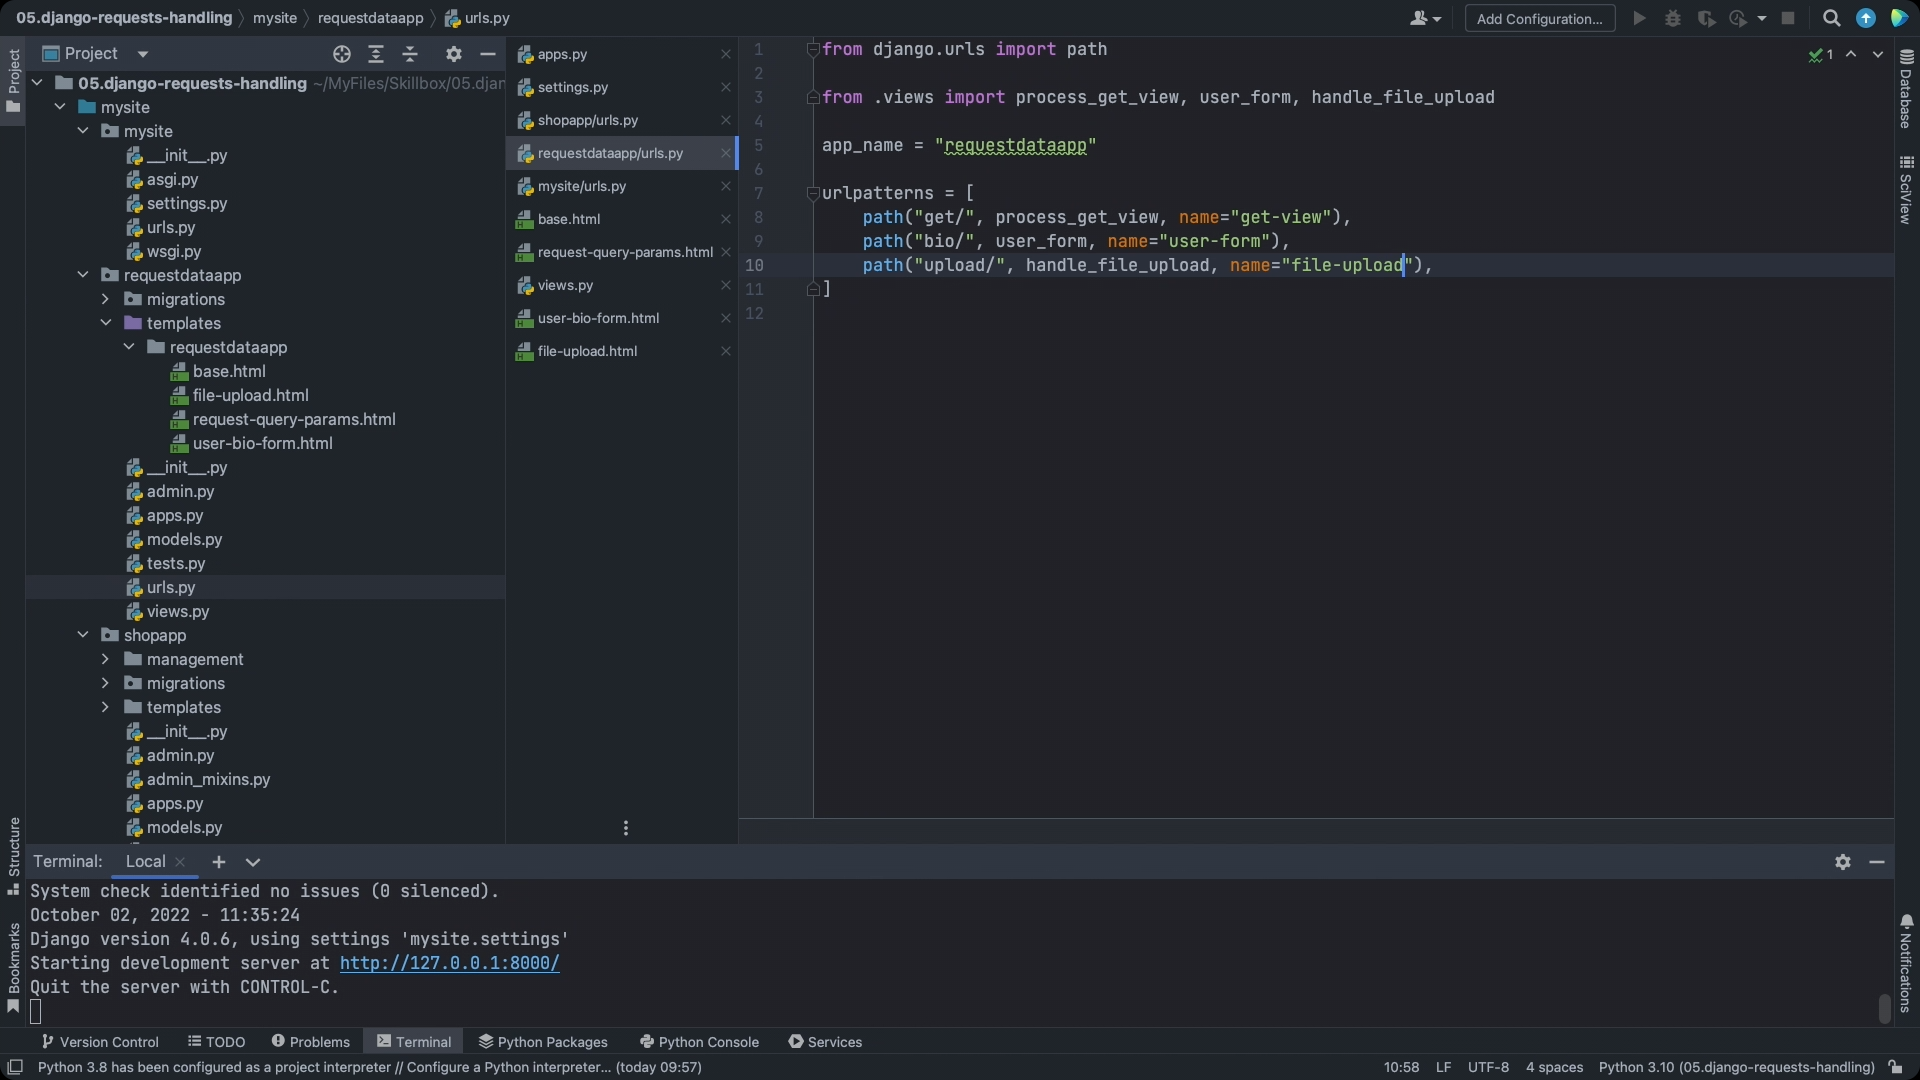 05.django-requests-handling mysite requestdataapp urls.py
Add Configuration...
Project
Project
05.django-requests-handling ~/MyFiles/Skillbox/05.djan
mysite
mysite
__init__.py
asgi.py
settings.py
urls.py
wsgi.py
requestdataapp
migrations
templates
requestdataapp
base.html
file-upload.html
request-query-params.html
user-bio-form.html
__init__.py
admin.py
apps.py
models.py
tests.py
urls.py
views.py
shopapp
management
migrations
templates
__init__.py
admin.py
admin_mixins.py
apps.py
models.py
apps.py
settings.py
shopapp/urls.py
requestdataapp/urls.py
mysite/urls.py
base.html
request-query-params.html
views.py
user-bio-form.html
file-upload.html
1 from django.urls import path
2
3 from .views import process_get_view, user_form, handle_file_upload
4
5 app_name = "requestdataapp"
6
7 urlpatterns = [
8 path("get/", process_get_view, name="get-view"),
9 path("bio/", user_form, name="user-form"),
10 path("upload/", handle_file_upload, name="file-upload"),
11 ]
12
1
Database
SciView
Notifications
Structure
Bookmarks
Terminal: Local
System check identified no issues (0 silenced).
October 02, 2022 - 11:35:24
Django version 4.0.6, using settings 'mysite.settings'
Starting development server at http://127.0.0.1:8000/
Quit the server with CONTROL-C.
Version Control TODO Problems Terminal Python Packages Python Console Services
Python 3.8 has been configured as a project interpreter // Configure a Python interpreter... (today 09:57)
10:58 LF UTF-8 4 spaces Python 3.10 (05.django-requests-handling)